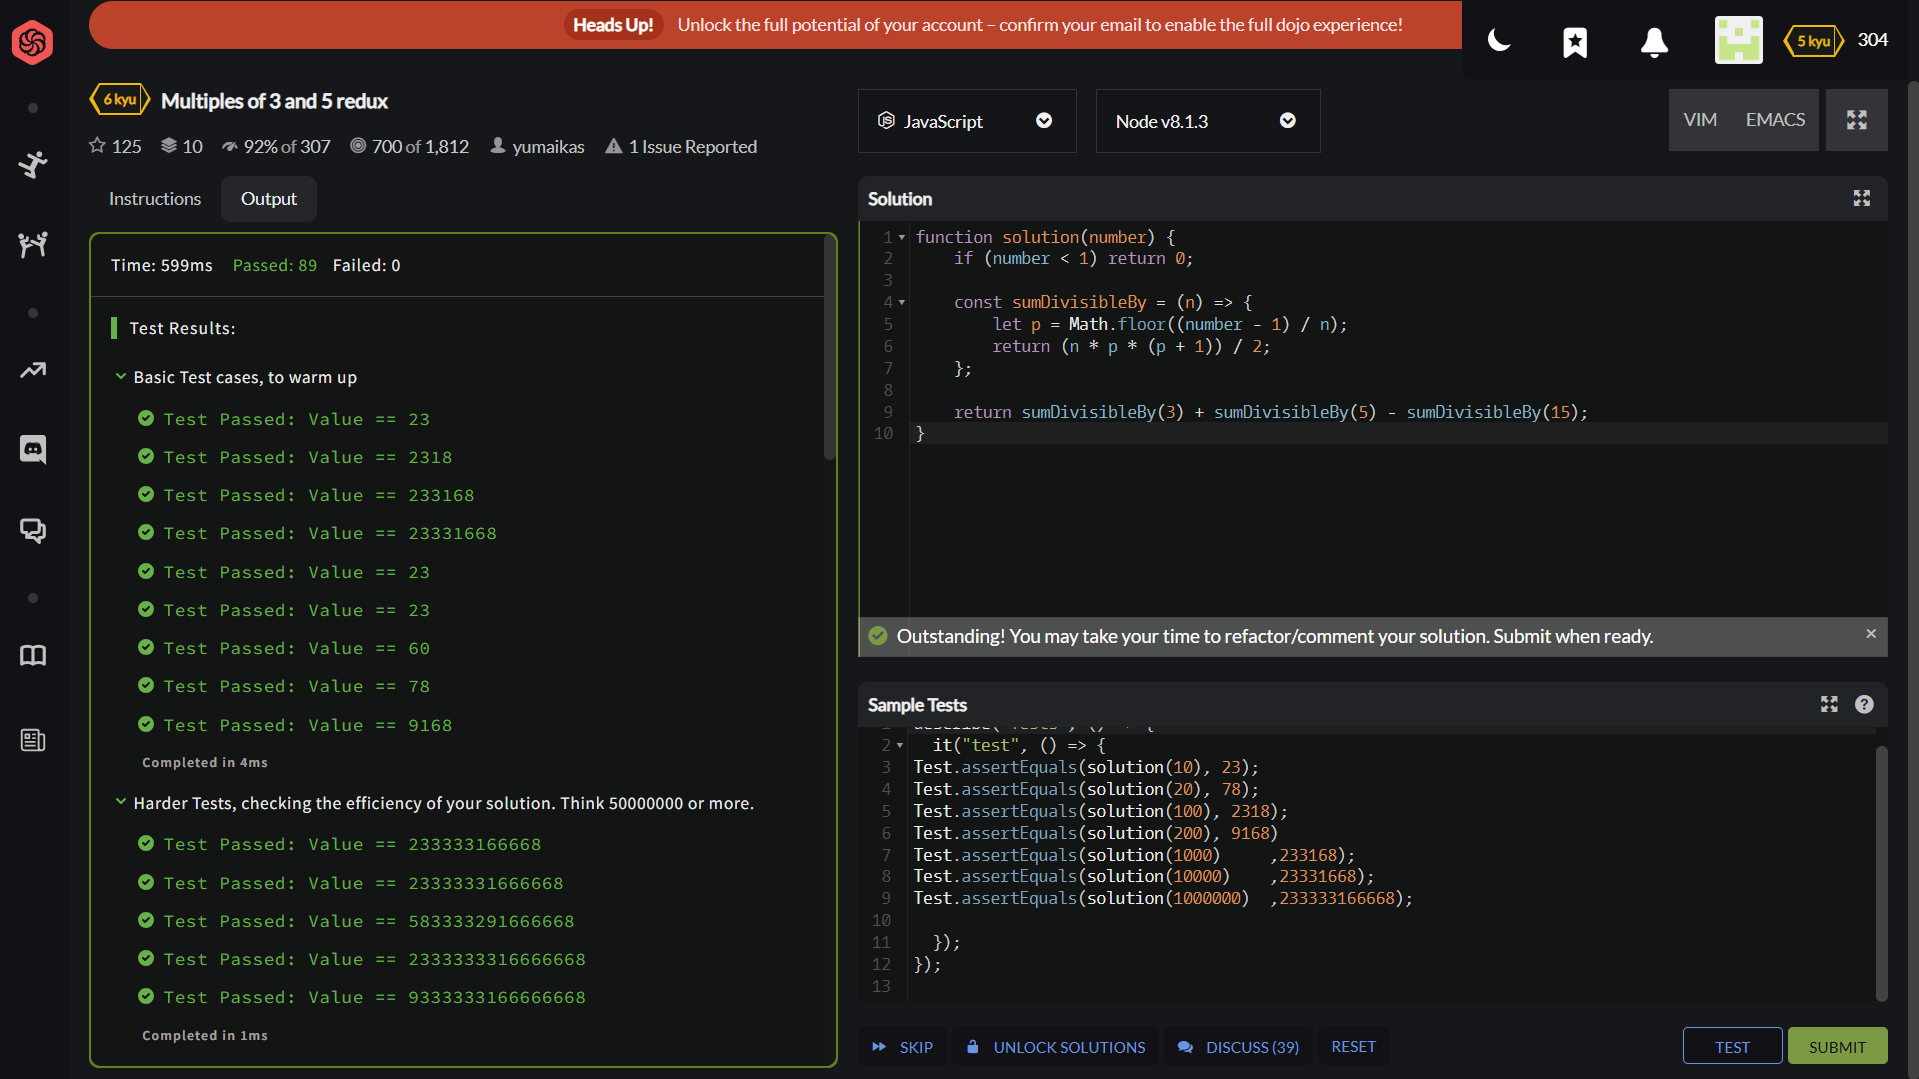 Heads Up! Unlock the full potential of your account – confirm your email to enable the full dojo experience!
5 kyu 304
6 kyu Multiples of 3 and 5 redux
125 10 92% of 307 700 of 1,812 yumaikas 1 Issue Reported
Instructions Output
Time: 599ms Passed: 89 Failed: 0
Test Results:
Basic Test cases, to warm up
Test Passed: Value == 23
Test Passed: Value == 2318
Test Passed: Value == 233168
Test Passed: Value == 23331668
Test Passed: Value == 23
Test Passed: Value == 23
Test Passed: Value == 60
Test Passed: Value == 78
Test Passed: Value == 9168
Completed in 4ms
Harder Tests, checking the efficiency of your solution. Think 50000000 or more.
Test Passed: Value == 233333166668
Test Passed: Value == 23333331666668
Test Passed: Value == 583333291666668
Test Passed: Value == 2333333316666668
Test Passed: Value == 9333333166666668
Completed in 1ms
JavaScript Node v8.1.3 VIM EMACS
Solution
1 function solution(number) {
2 if (number < 1) return 0;
3
4 const sumDivisibleBy = (n) => {
5 let p = Math.floor((number - 1) / n);
6 return (n * p * (p + 1)) / 2;
7 };
8
9 return sumDivisibleBy(3) + sumDivisibleBy(5) - sumDivisibleBy(15);
10 }
Outstanding! You may take your time to refactor/comment your solution. Submit when ready.
Sample Tests
2 it("test", () => {
3 Test.assertEquals(solution(10), 23);
4 Test.assertEquals(solution(20), 78);
5 Test.assertEquals(solution(100), 2318);
6 Test.assertEquals(solution(200), 9168)
7 Test.assertEquals(solution(1000) ,233168);
8 Test.assertEquals(solution(10000) ,23331668);
9 Test.assertEquals(solution(1000000) ,233333166668);
10
11 });
12 });
13
SKIP UNLOCK SOLUTIONS DISCUSS (39) RESET TEST SUBMIT